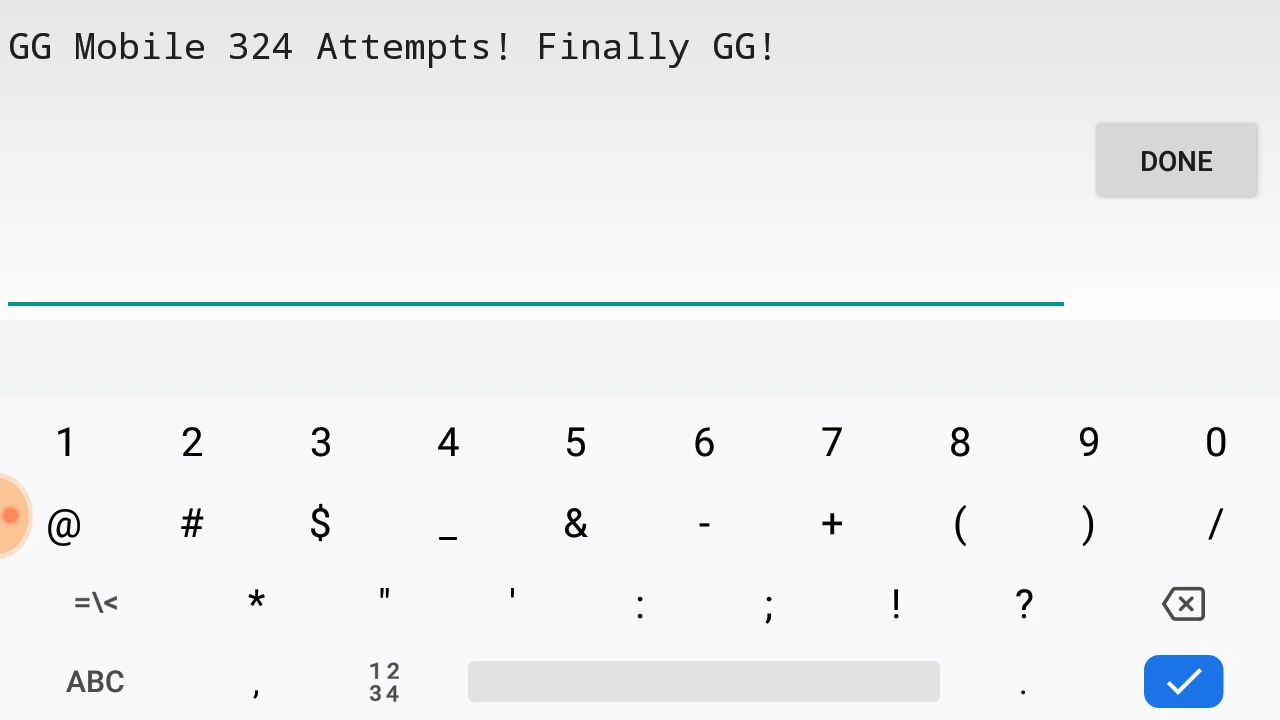 GG Mobile 324 Attempts! Finally GG!
DONE
1 2 3 4 5 6 7 8 9 0
@ # $ _ & - + ( ) /
=\< * " ' : ; ! ?
ABC , 12 34 .